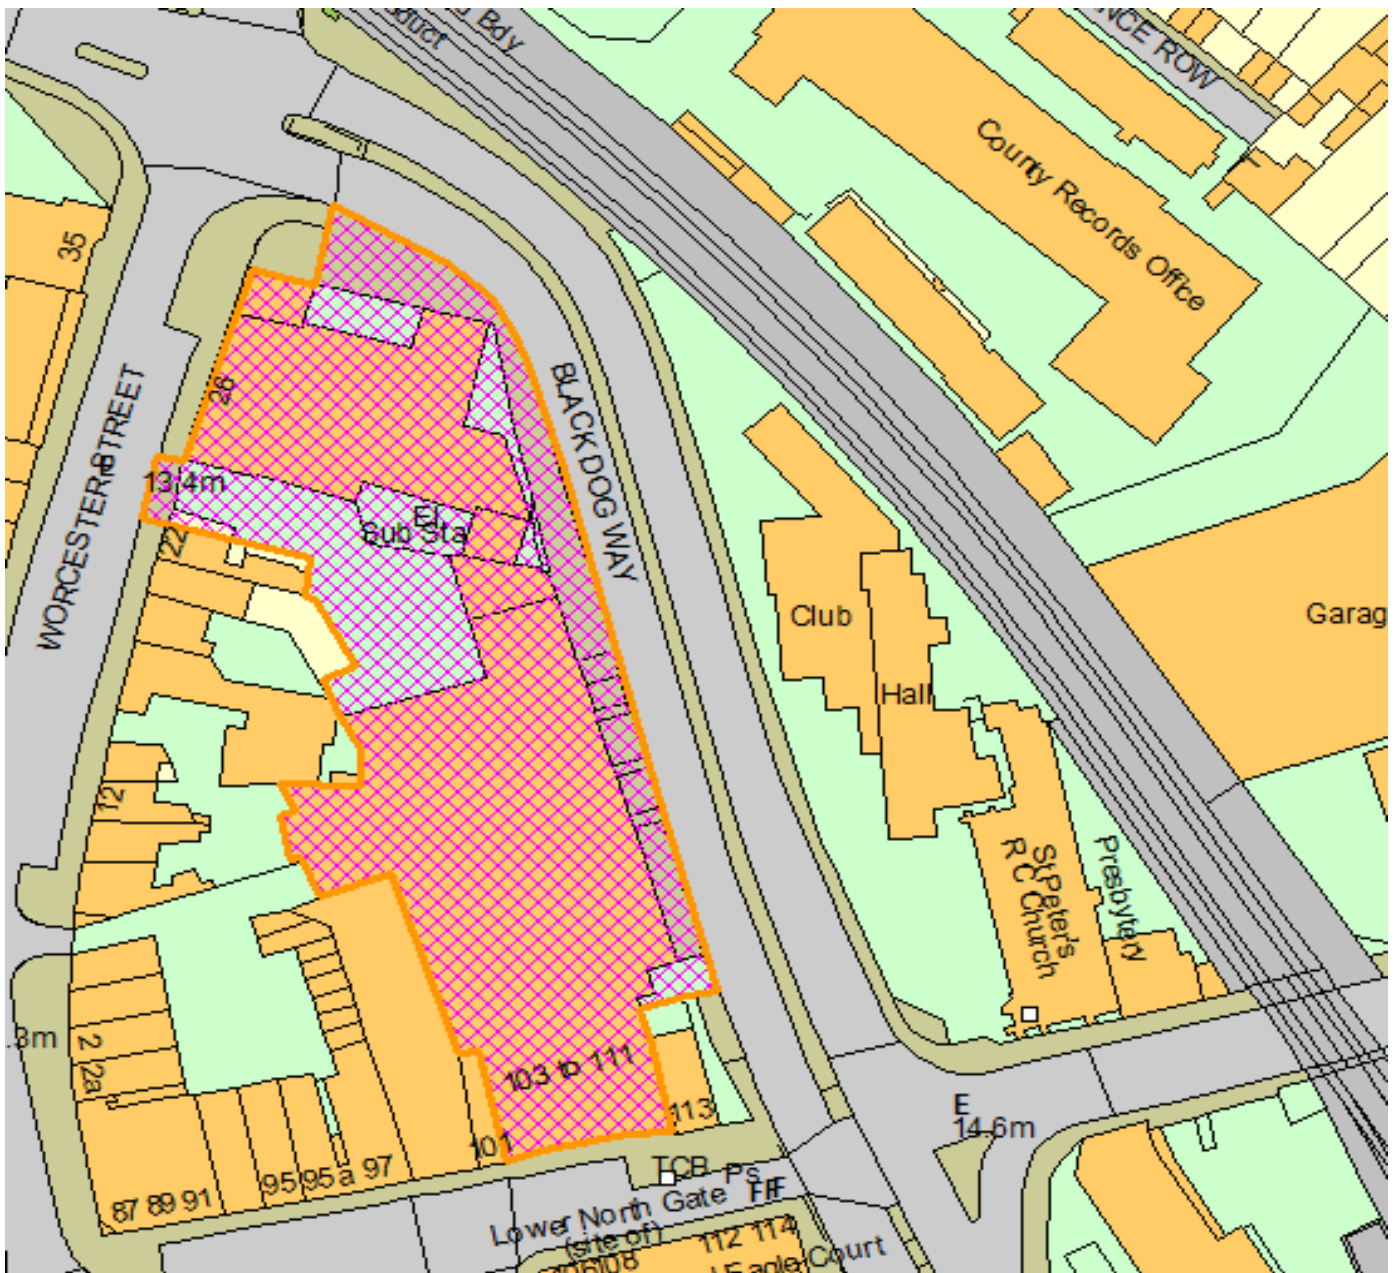 Bdy
duct
NCE ROW
County Records Office
35
26
WORCESTER STREET
13.4m
BLACK DOG WAY
El
Sub Sta
22
Club
Garag
Hall
12
St Peter's
R C Church
Presbytery
.3m
2
2a
103 to 111
113
101
E
14.6m
87 89 91
95
95a
97
TCB
Ps
Lower North Gate
(site of)
112 114
Eagle Court